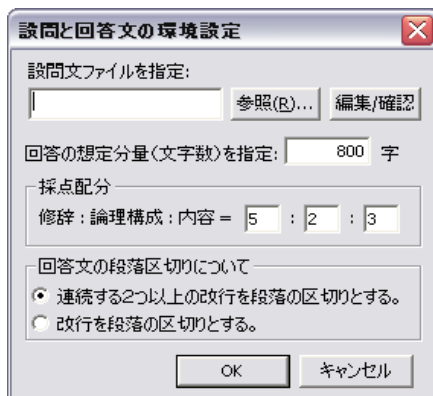 設問と回答文の環境設定
設問文ファイルを指定:
参照(R)... 編集/確認
回答の想定分量(文字数)を指定: 800 字
採点配分
修辞:論理構成:内容 = 5 : 2 : 3
回答文の段落区切りについて
連続する2つ以上の改行を段落の区切りとする。
改行を段落の区切りとする。
OK キャンセル